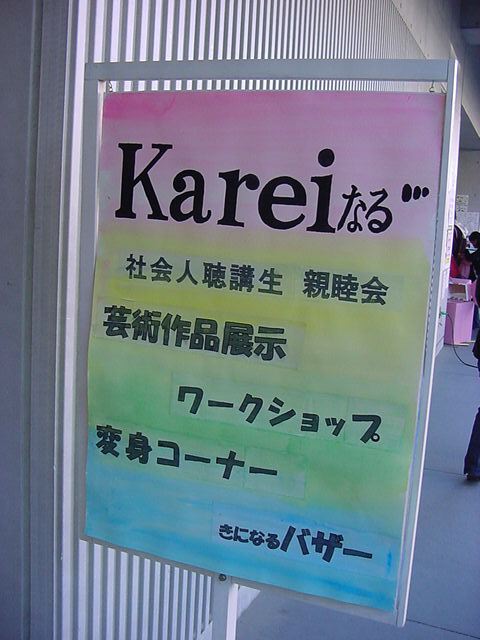 Kareiなる…
社会人聴講生 親睦会
芸術作品展示
ワークショップ
変身コーナー
きになるバザー